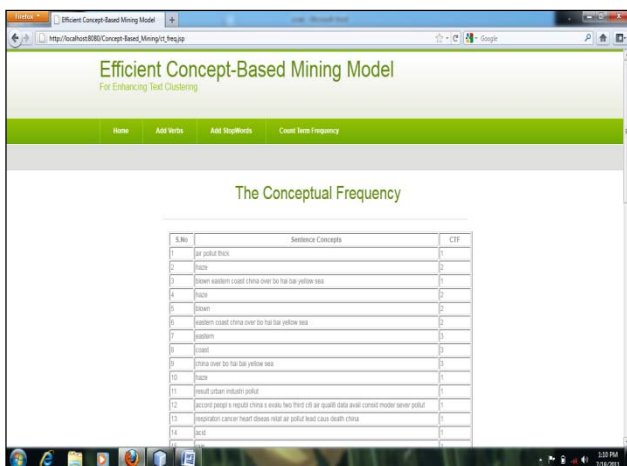 Firefox
Efficient Concept-Based Mining Model
http://localhost:8080/Concept-Based_Mining/ct_freq.jsp
Google
Efficient Concept-Based Mining Model
For Enhancing Text Clustering
Home Add Verbs Add StopWords Count Term Frequency
The Conceptual Frequency
S.No Sentence Concepts CTF
1 air pollut thick 1
2 haze 2
3 blown eastern coast china over bo hai bai yellow sea 1
4 haze 2
5 blown 2
6 eastern coast china over bo hai bai yellow sea 2
7 eastern 3
8 coast 3
9 china over bo hai bai yellow sea 3
10 haze 1
11 result urban industri pollut 1
12 accord peopl s republ china s evalu two third citi air qualiti data avail consid moder sever pollut 1
13 respiratori cancer heart diseas relat air pollut lead caus death china 1
14 acid 1
15 rain
1:10 PM
7/18/2011